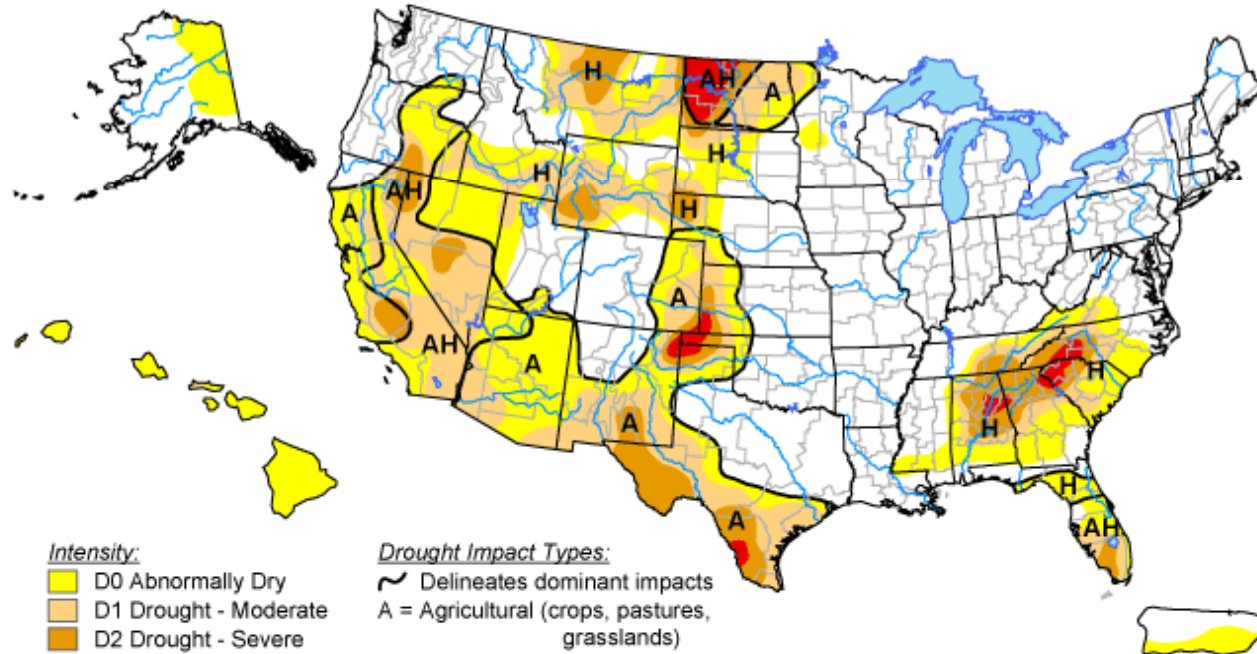 H
AH
A
H
H
AH
A
H
A
AH
A
A
A
H
H
H
AH
Intensity:
D0 Abnormally Dry
D1 Drought - Moderate
D2 Drought - Severe
Drought Impact Types:
Delineates dominant impacts
A = Agricultural (crops, pastures,
grasslands)